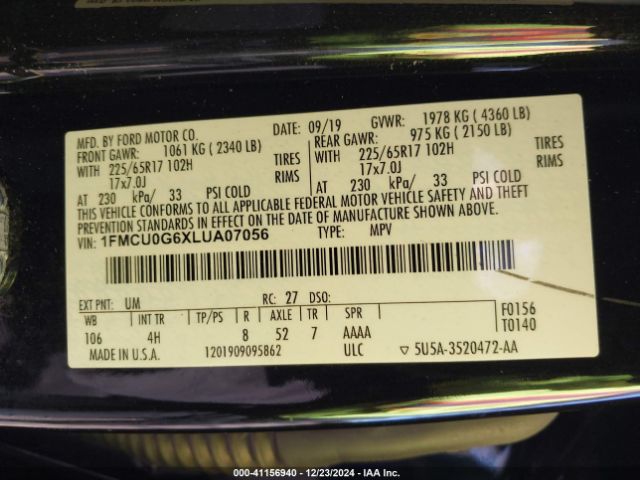 MFD. BY FORD MOTOR CO. DATE: 09/19 GVWR: 1978 KG ( 4360 LB)
FRONT GAWR: 1061 KG ( 2340 LB) REAR GAWR: 975 KG ( 2150 LB)
WITH 225/65R17 102H TIRES WITH 225/65R17 102H TIRES
17x7.0J RIMS 17x7.0J RIMS
AT 230 kPa/ 33 PSI COLD AT 230 kPa/ 33 PSI COLD
THIS VEHICLE CONFORMS TO ALL APPLICABLE FEDERAL MOTOR VEHICLE SAFETY AND THEFT
PREVENTION STANDARDS IN EFFECT ON THE DATE OF MANUFACTURE SHOWN ABOVE.
VIN: 1FMCU0G6XLUA07056 TYPE: MPV
EXT PNT: UM RC: 27 DSO:
WB INT TR TP/PS R AXLE TR SPR F0156
106 4H 8 52 7 AAAA T0140
MADE IN U.S.A. 1201909095862 ULC ▽ 5U5A-3520472-AA
000-41156940 - 12/23/2024 - IAA Inc.